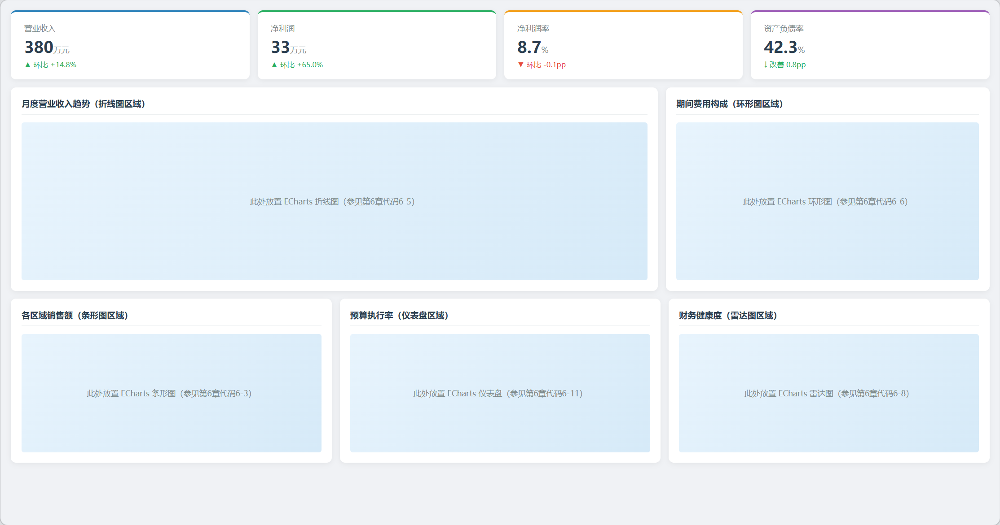 营业收入
380万元
▲ 环比 +14.8%
净利润
33万元
▲ 环比 +65.0%
净利润率
8.7%
▼ 环比 -0.1pp
资产负债率
42.3%
↓改善 0.8pp
月度营业收入趋势（折线图区域）
此处放置 ECharts 折线图（参见第6章代码6-5）
期间费用构成（环形图区域）
此处放置 ECharts 环形图（参见第6章代码6-6）
各区域销售额（条形图区域）
此处放置 ECharts 条形图（参见第6章代码6-3）
预算执行率（仪表盘区域）
此处放置 ECharts 仪表盘（参见第6章代码6-11）
财务健康度（雷达图区域）
此处放置 ECharts 雷达图（参见第6章代码6-8）